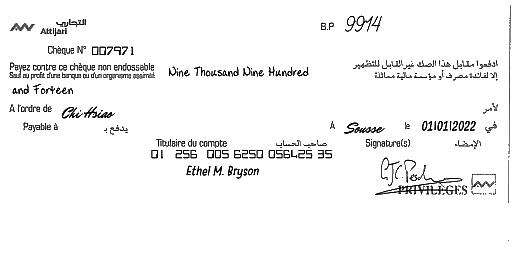 التجاري
Attijari
B.P 9914
Chèque N° 007971
Payez contre ce chèque non endossable
Sauf au profit d'une banque ou d'un organisme assimilé
Nine Thousand Nine Hundred
ادفعوا مقابل هذا الصك غير القابل للتظهير
إلا لفائدة مصرف أو مؤسسة مالية مماثلة
and Forteen
A l'ordre de Chi Hsiao لأمر
Payable à يدفع بـ A Sousse le 01/01/2022 في
Titulaire du compte صاحب الحساب Signature(s) الإمضاء
01 256 005 6250 056425 35
Ethel M. Bryson
PRIVILÈGES